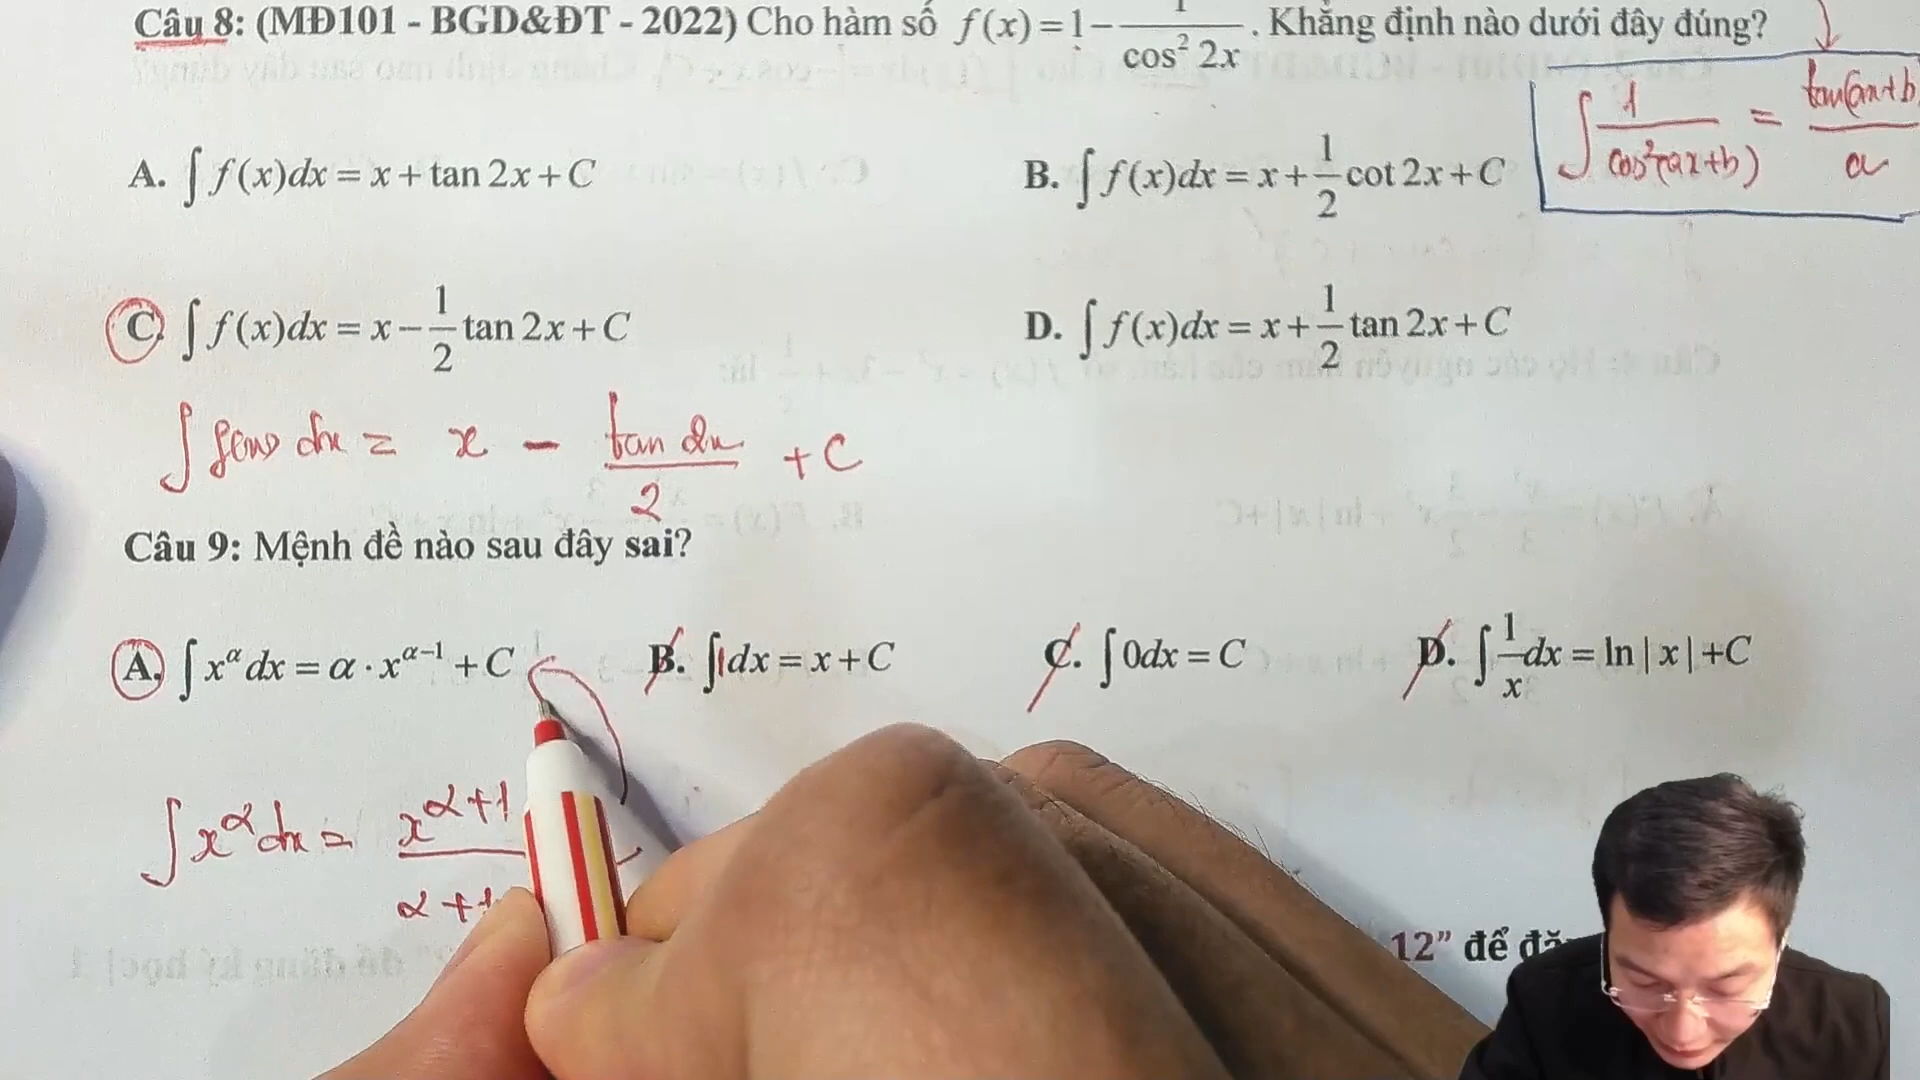 Câu 8: (MĐ101 - BGD&ĐT - 2022) Cho hàm số f(x) = 1 - 1/cos² 2x . Khẳng định nào dưới đây đúng?
∫ 1/cos²(ax+b) = tan(ax+b)/a
A. ∫ f(x)dx = x + tan 2x + C
B. ∫ f(x)dx = x + 1/2 cot 2x + C
C. ∫ f(x)dx = x - 1/2 tan 2x + C
D. ∫ f(x)dx = x + 1/2 tan 2x + C
∫ f(x) dx = x - tan 2x/2 + C
Câu 9: Mệnh đề nào sau đây sai?
A. ∫ x^α dx = α · x^(α-1) + C
B. ∫ 1 dx = x + C
C. ∫ 0dx = C
D. ∫ 1/x dx = ln | x | +C
∫ x^α dx = x^(α+1)/α+1
12” để